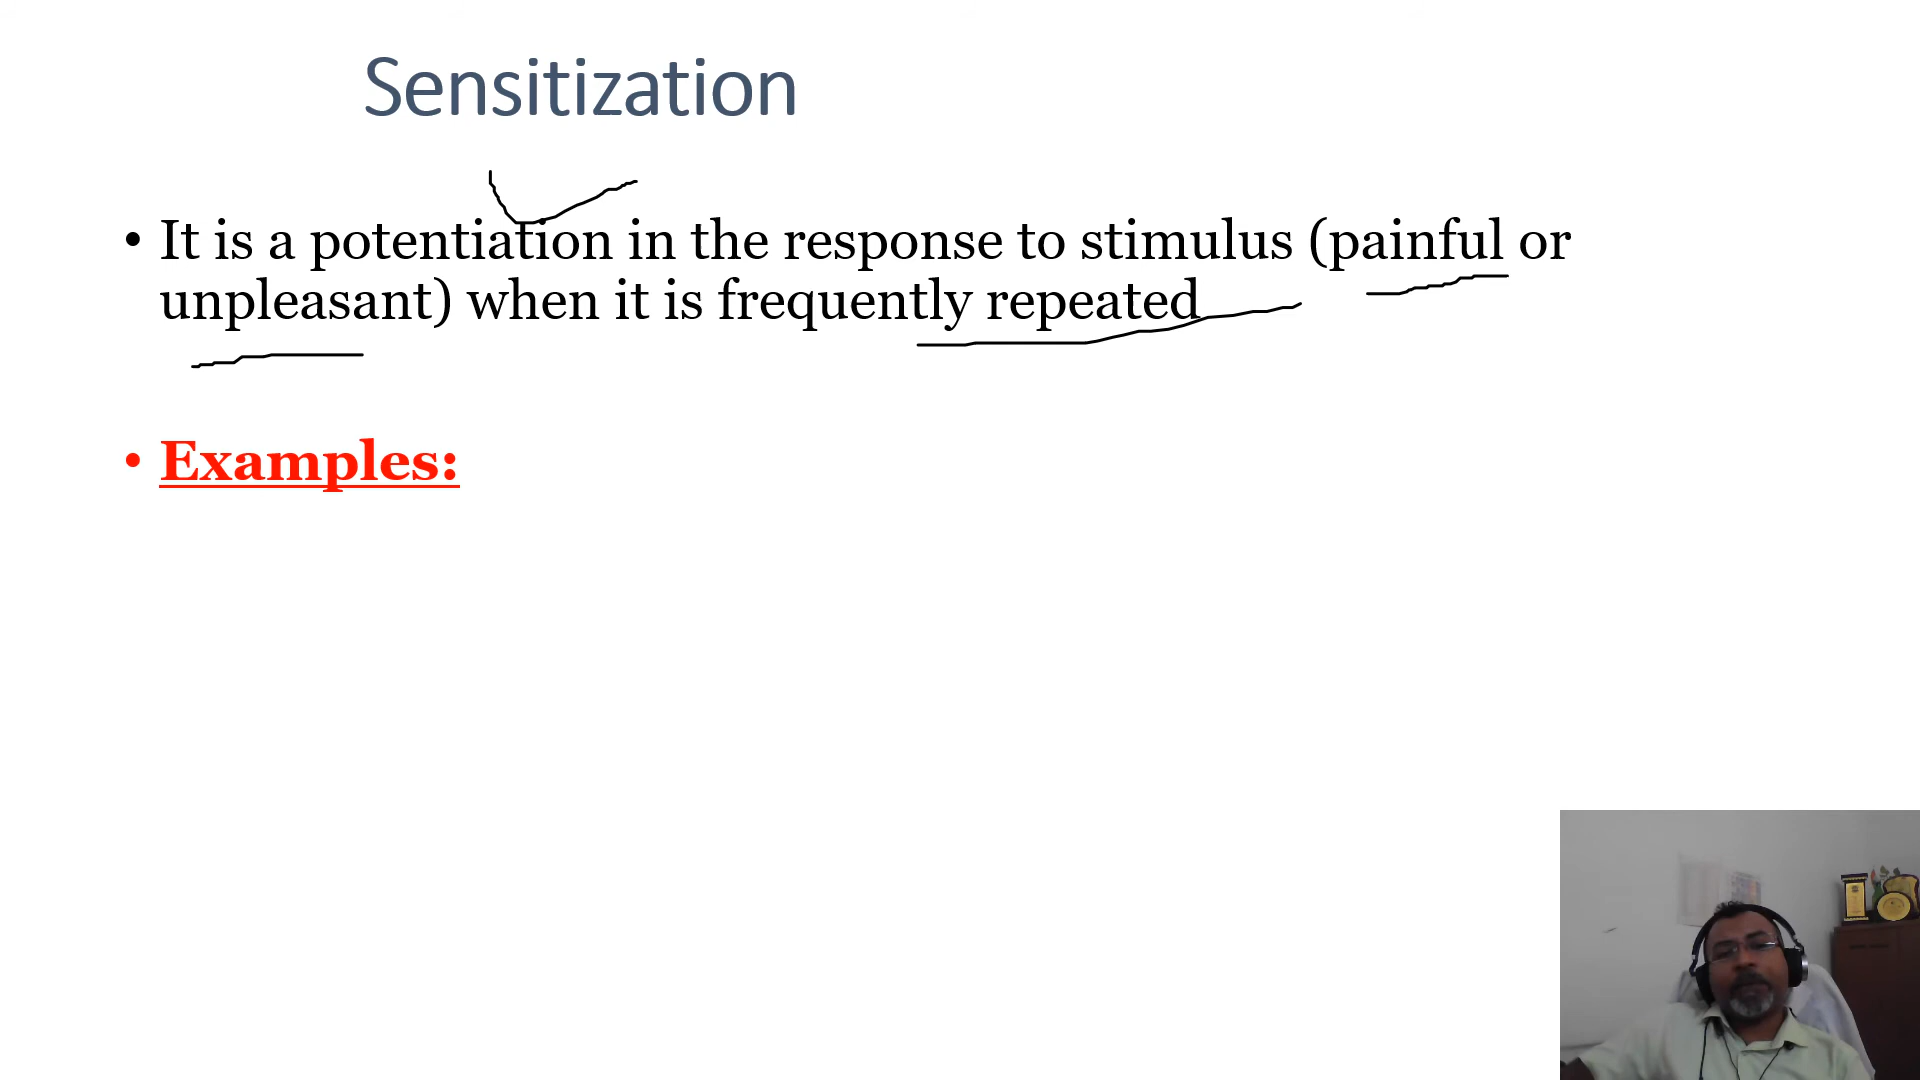 Sensitization
• It is a potentiation in the response to stimulus (painful or
unpleasant) when it is frequently repeated
• Examples: